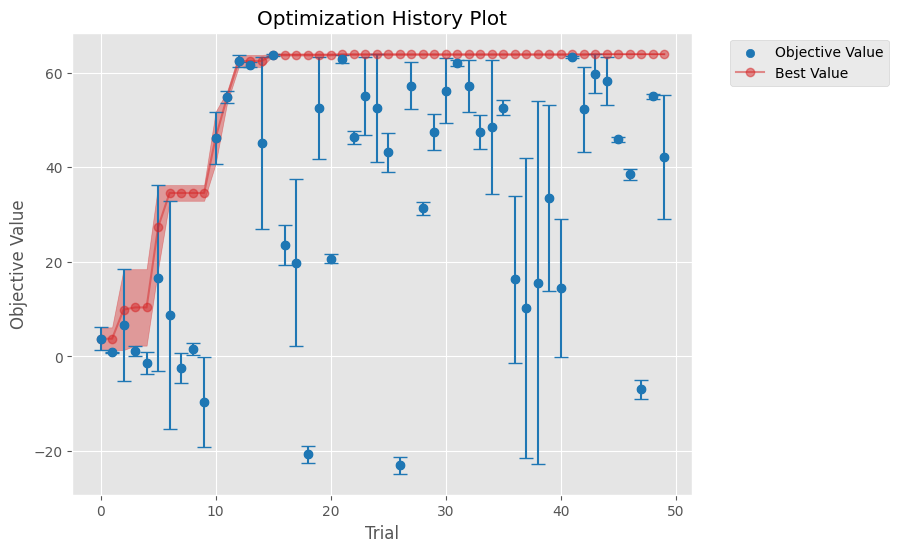 Optimization History Plot
Objective Value
Best Value
Objective Value
60
40
20
0
−20
0 10 20 30 40 50
Trial